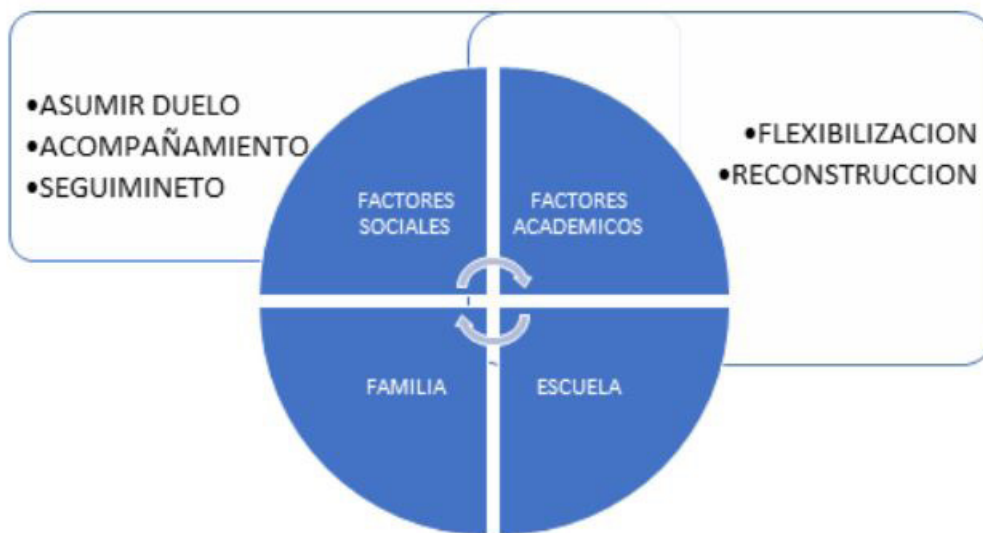 •ASUMIR DUELO
•ACOMPAÑAMIENTO
•SEGUIMINETO
•FLEXIBILIZACION
•RECONSTRUCCION
FACTORES
SOCIALES
FACTORES
ACADEMICOS
FAMILIA
ESCUELA